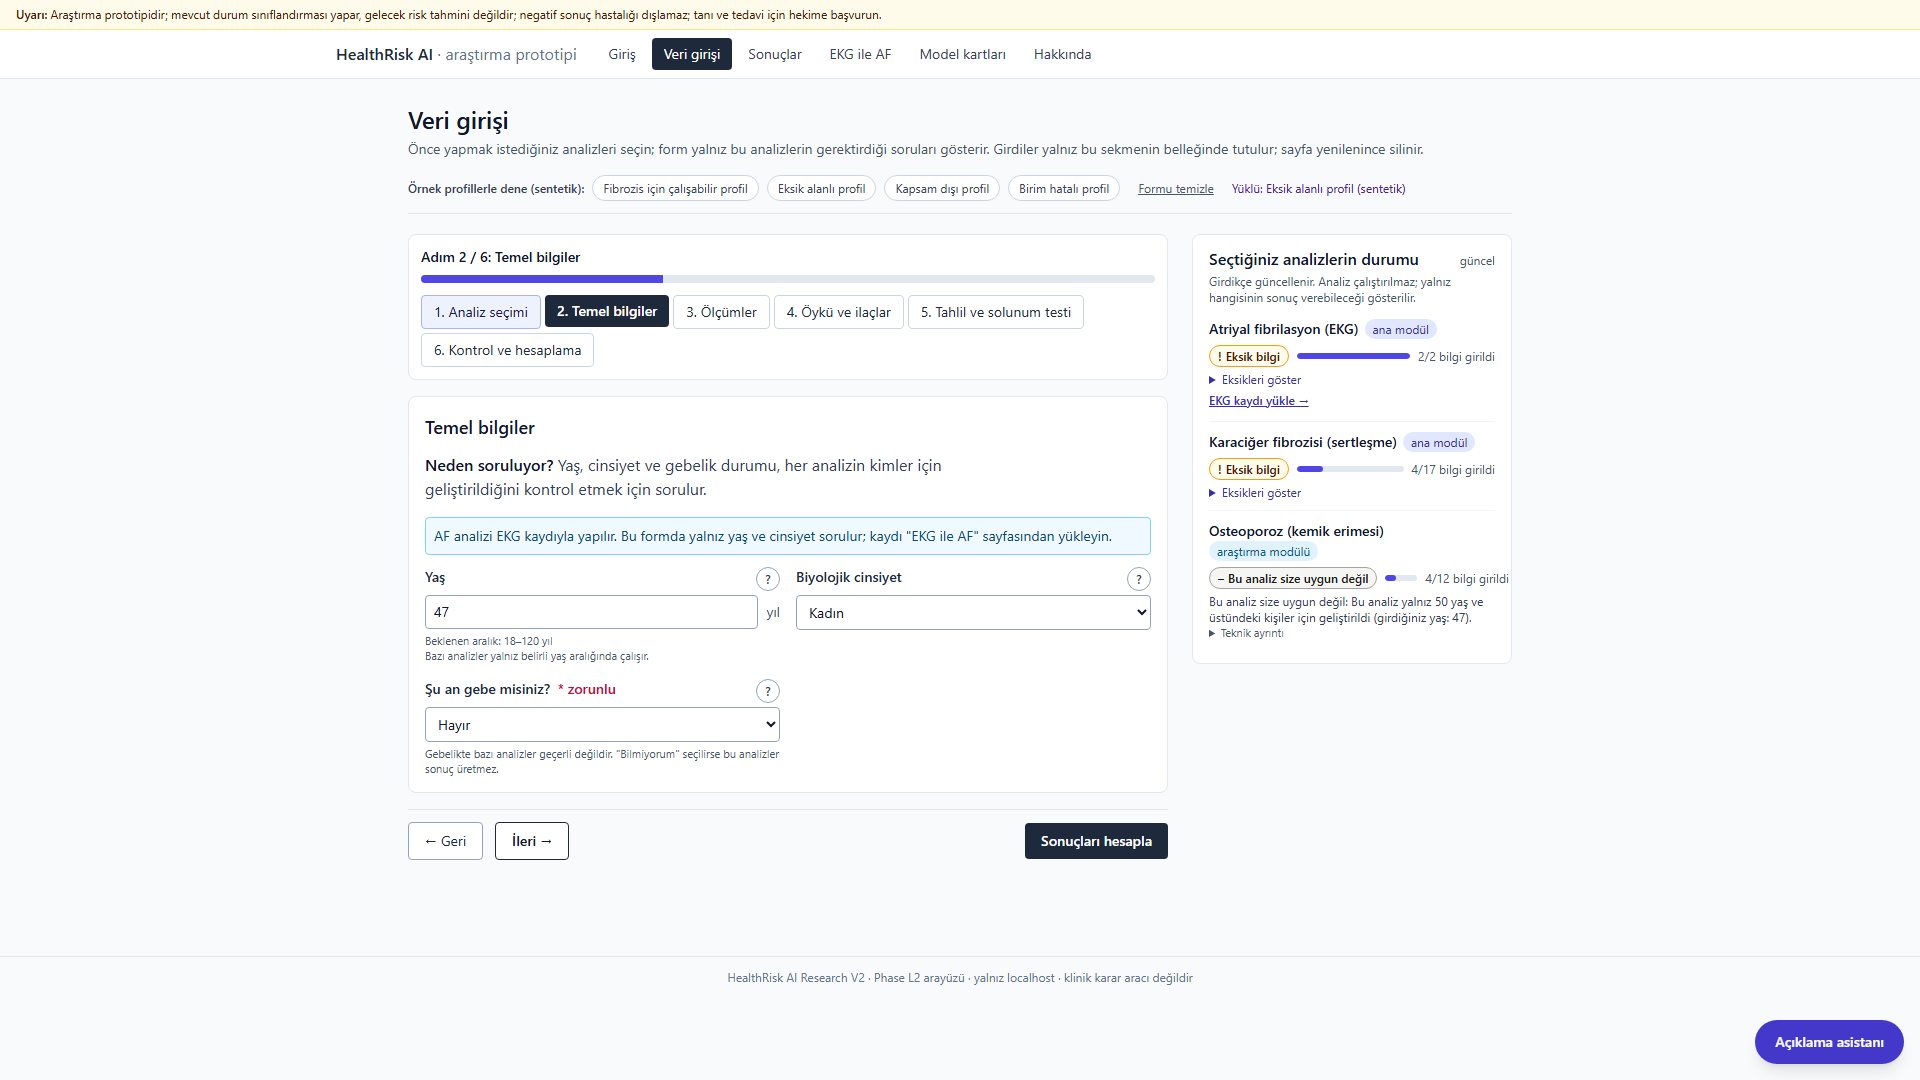 Uyarı: Araştırma prototipidir; mevcut durum sınıflandırması yapar, gelecek risk tahmini değildir; negatif sonuç hastalığı dışlamaz; tanı ve tedavi için hekime başvurun.
HealthRisk AI · araştırma prototipi
Giriş
Veri girişi
Sonuçlar
EKG ile AF
Model kartları
Hakkında
Veri girişi
Önce yapmak istediğiniz analizleri seçin; form yalnız bu analizlerin gerektirdiği soruları gösterir. Girdiler yalnız bu sekmenin belleğinde tutulur; sayfa yenilenince silinir.
Örnek profillerle dene (sentetik):
Fibrozis için çalışabilir profil
Eksik alanlı profil
Kapsam dışı profil
Birim hatalı profil
Formu temizle
Yüklü: Eksik alanlı profil (sentetik)
Adım 2 / 6: Temel bilgiler
1. Analiz seçimi
2. Temel bilgiler
3. Ölçümler
4. Öykü ve ilaçlar
5. Tahlil ve solunum testi
6. Kontrol ve hesaplama
Temel bilgiler
Neden soruluyor? Yaş, cinsiyet ve gebelik durumu, her analizin kimler için
geliştirildiğini kontrol etmek için sorulur.
AF analizi EKG kaydıyla yapılır. Bu formda yalnız yaş ve cinsiyet sorulur; kaydı "EKG ile AF" sayfasından yükleyin.
Yaş
?
47
yıl
Beklenen aralık: 18–120 yıl
Bazı analizler yalnız belirli yaş aralığında çalışır.
Biyolojik cinsiyet
?
Kadın
Şu an gebe misiniz? * zorunlu
?
Hayır
Gebelikte bazı analizler geçerli değildir. "Bilmiyorum" seçilirse bu analizler
sonuç üretmez.
← Geri
İleri →
Sonuçları hesapla
Seçtiğiniz analizlerin durumu
güncel
Girdikçe güncellenir. Analiz çalıştırılmaz; yalnız
hangisinin sonuç verebileceği gösterilir.
Atriyal fibrilasyon (EKG)
ana modül
! Eksik bilgi
2/2 bilgi girildi
▶ Eksikleri göster
EKG kaydı yükle →
Karaciğer fibrozisi (sertleşme)
ana modül
! Eksik bilgi
4/17 bilgi girildi
▶ Eksikleri göster
Osteoporoz (kemik erimesi)
araştırma modülü
– Bu analiz size uygun değil
4/12 bilgi girildi
Bu analiz size uygun değil: Bu analiz yalnız 50 yaş ve
üstündeki kişiler için geliştirildi (girdiğiniz yaş: 47).
▶ Teknik ayrıntı
HealthRisk AI Research V2 · Phase L2 arayüzü · yalnız localhost · klinik karar aracı değildir
Açıklama asistanı